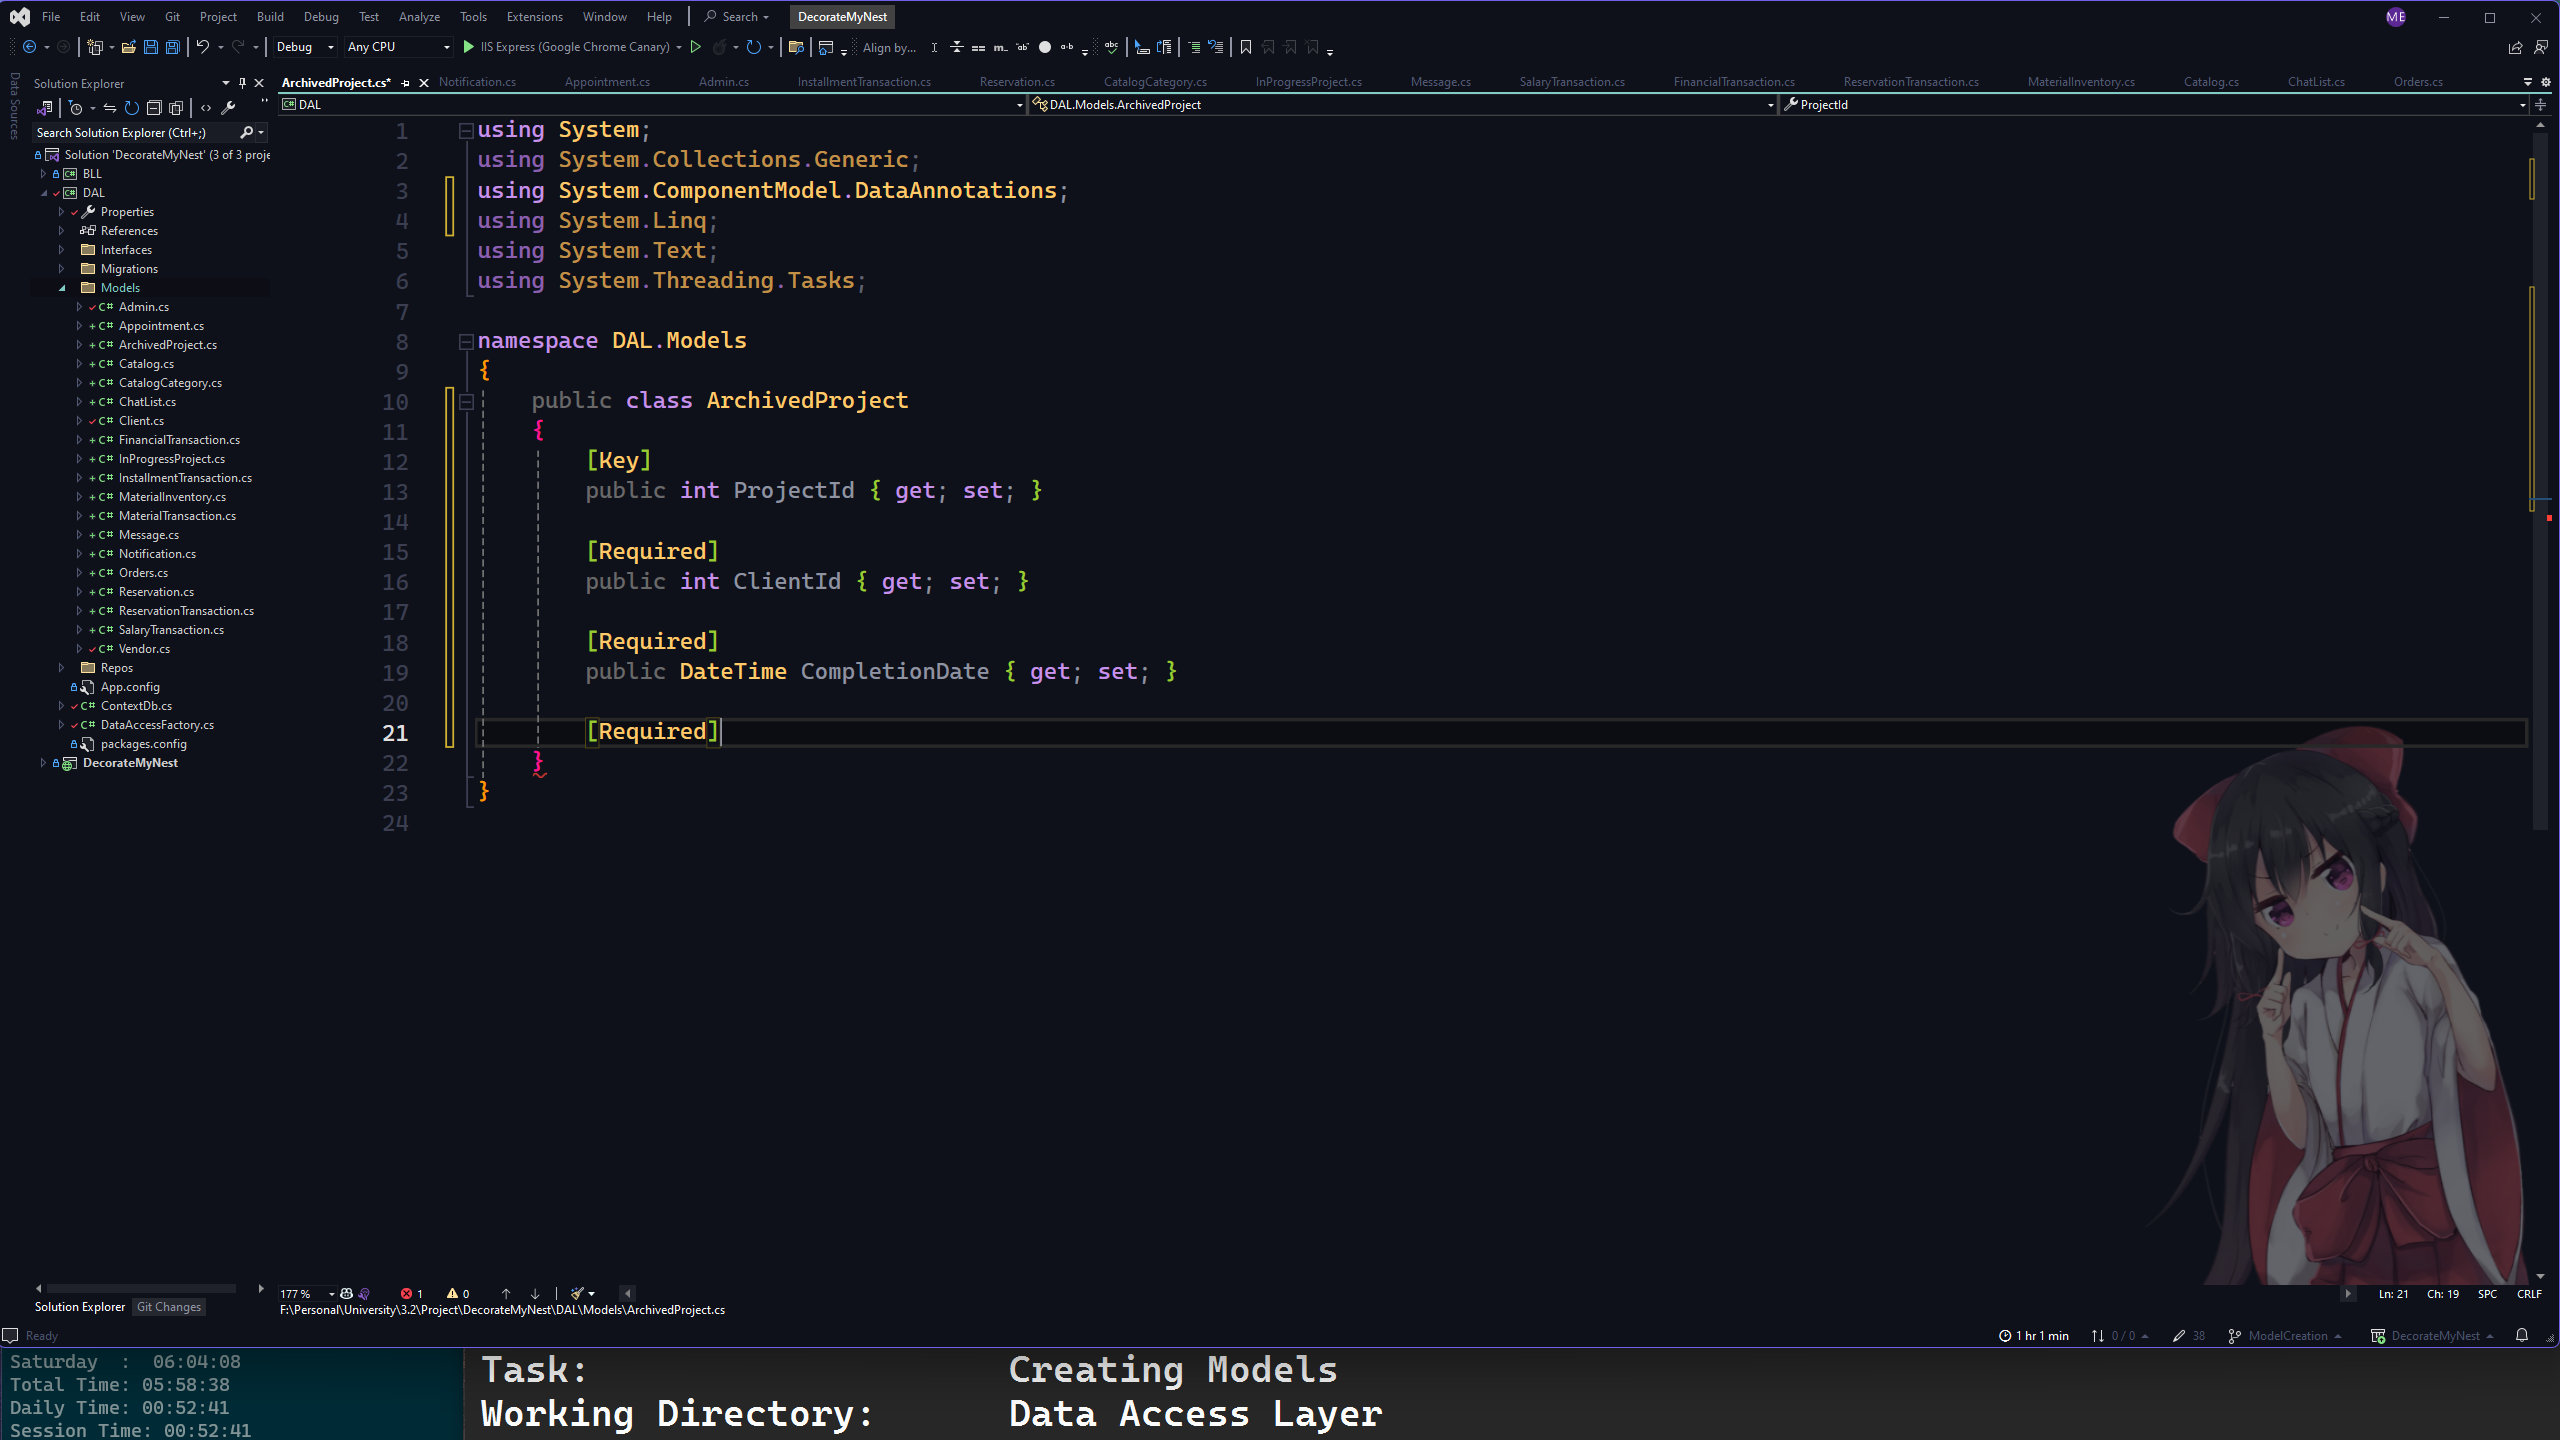 File Edit View Git Project Build Debug Test Analyze Tools Extensions Window Help Search DecorateMyNest ME
Debug Any CPU IIS Express (Google Chrome Canary) Align by...
Data Sources
Solution Explorer
Search Solution Explorer (Ctrl+;)
Solution 'DecorateMyNest' (3 of 3 proje
BLL
DAL
Properties
References
Interfaces
Migrations
Models
C# Admin.cs
C# Appointment.cs
C# ArchivedProject.cs
C# Catalog.cs
C# CatalogCategory.cs
C# ChatList.cs
C# Client.cs
C# FinancialTransaction.cs
C# InProgressProject.cs
C# InstallmentTransaction.cs
C# MaterialInventory.cs
C# MaterialTransaction.cs
C# Message.cs
C# Notification.cs
C# Orders.cs
C# Reservation.cs
C# ReservationTransaction.cs
C# SalaryTransaction.cs
C# Vendor.cs
Repos
App.config
C# ContextDb.cs
C# DataAccessFactory.cs
packages.config
DecorateMyNest
Solution Explorer Git Changes
ArchivedProject.cs* Notification.cs Appointment.cs Admin.cs InstallmentTransaction.cs Reservation.cs CatalogCategory.cs InProgressProject.cs Message.cs SalaryTransaction.cs FinancialTransaction.cs ReservationTransaction.cs MaterialInventory.cs Catalog.cs ChatList.cs Orders.cs
C# DAL DAL.Models.ArchivedProject ProjectId
1 using System;
2 using System.Collections.Generic;
3 using System.ComponentModel.DataAnnotations;
4 using System.Linq;
5 using System.Text;
6 using System.Threading.Tasks;
7
8 namespace DAL.Models
9 {
10 public class ArchivedProject
11 {
12 [Key]
13 public int ProjectId { get; set; }
14
15 [Required]
16 public int ClientId { get; set; }
17
18 [Required]
19 public DateTime CompletionDate { get; set; }
20
21 [Required]
22 }
23 }
24
177 % 1 0 Ln: 21 Ch: 19 SPC CRLF
F:\Personal\University\3.2\Project\DecorateMyNest\DAL\Models\ArchivedProject.cs
Ready 1 hr 1 min 0 / 0 38 ModelCreation DecorateMyNest
Saturday : 06:04:08
Total Time: 05:58:38
Daily Time: 00:52:41
Session Time: 00:52:41
Task: Creating Models
Working Directory: Data Access Layer